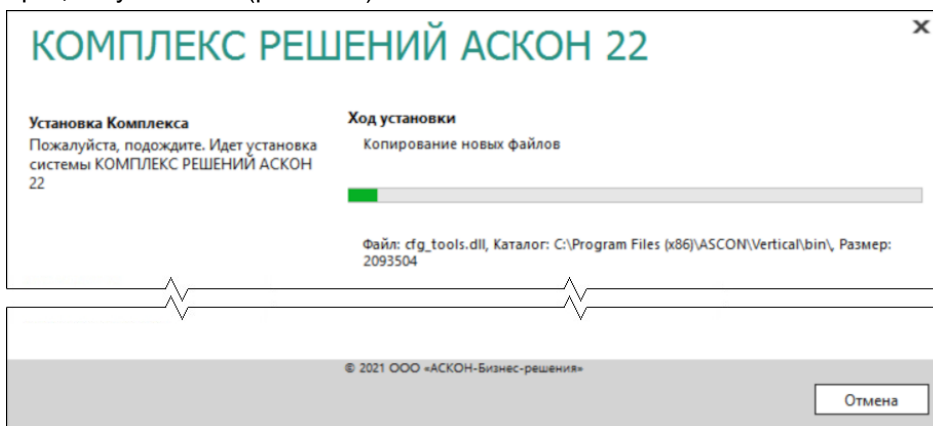 КОМПЛЕКС РЕШЕНИЙ АСКОН 22
Установка Комплекса
Пожалуйста, подождите. Идет установка
системы КОМПЛЕКС РЕШЕНИЙ АСКОН
22
Ход установки
Копирование новых файлов
Файл: cfg_tools.dll, Каталог: C:\Program Files (x86)\ASCON\Vertical\bin\, Размер:
2093504
© 2021 ООО «АСКОН-Бизнес-решения»
Отмена